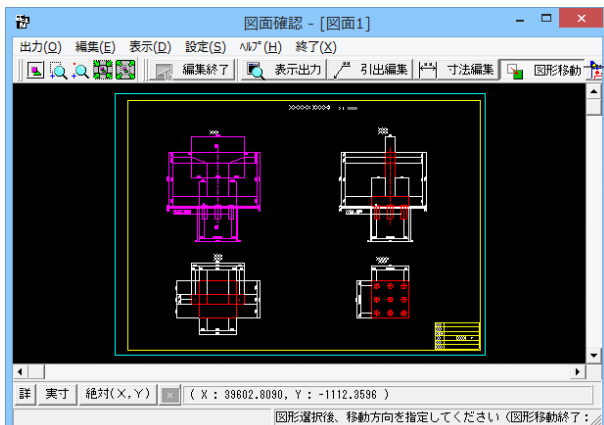 図面確認 - [図面1]
出力(O) 編集(E) 表示(D) 設定(S) ﾍﾙﾌﾟ(H) 終了(X)
編集終了 表示出力 引出編集 寸法編集 図形移動
詳 実寸 絶対(X,Y) × ( X : 39602.8090, Y : -1112.3596 )
図形選択後、移動方向を指定してください (図形移動終了: